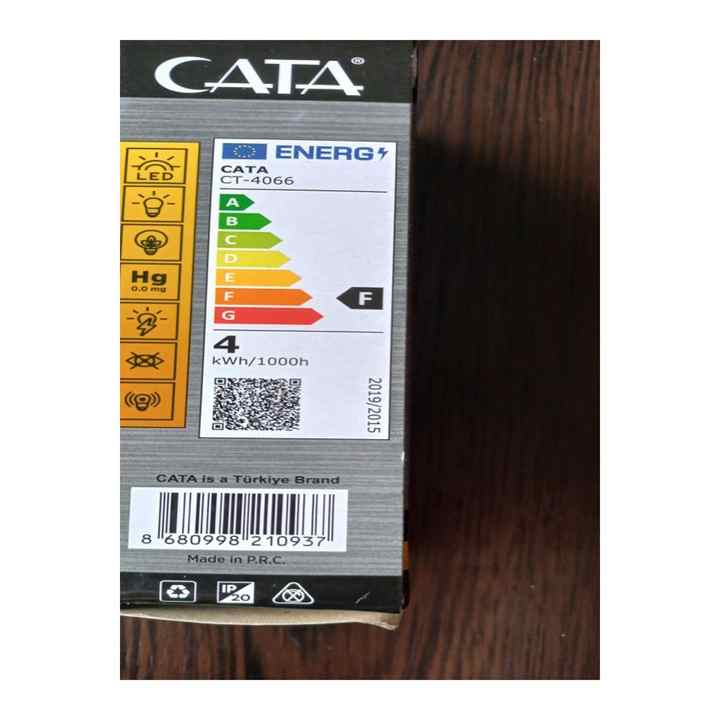 CATA®
LED
Hg
0.0 mg
ENERG
CATA
CT-4066
A
B
C
D
E
F
G
F
4
kWh/1000h
2019/2015
CATA is a Türkiye Brand
8 680998 210937
Made in P.R.C.
IP
20